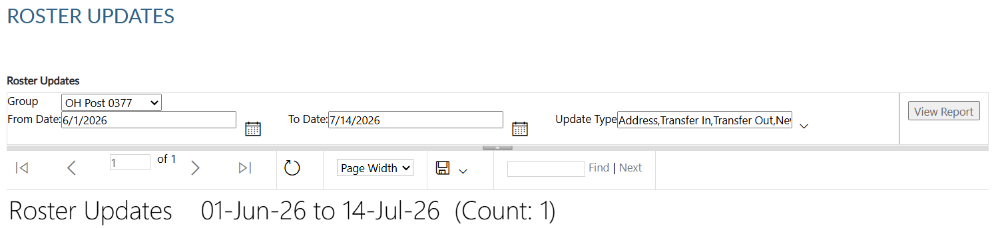 ROSTER UPDATES
Roster Updates
Group OH Post 0377
From Date: 6/1/2026 To Date: 7/14/2026 Update Type Address,Transfer In,Transfer Out, View Report
1 of 1 Page Width Find | Next
Roster Updates 01-Jun-26 to 14-Jul-26 (Count: 1)